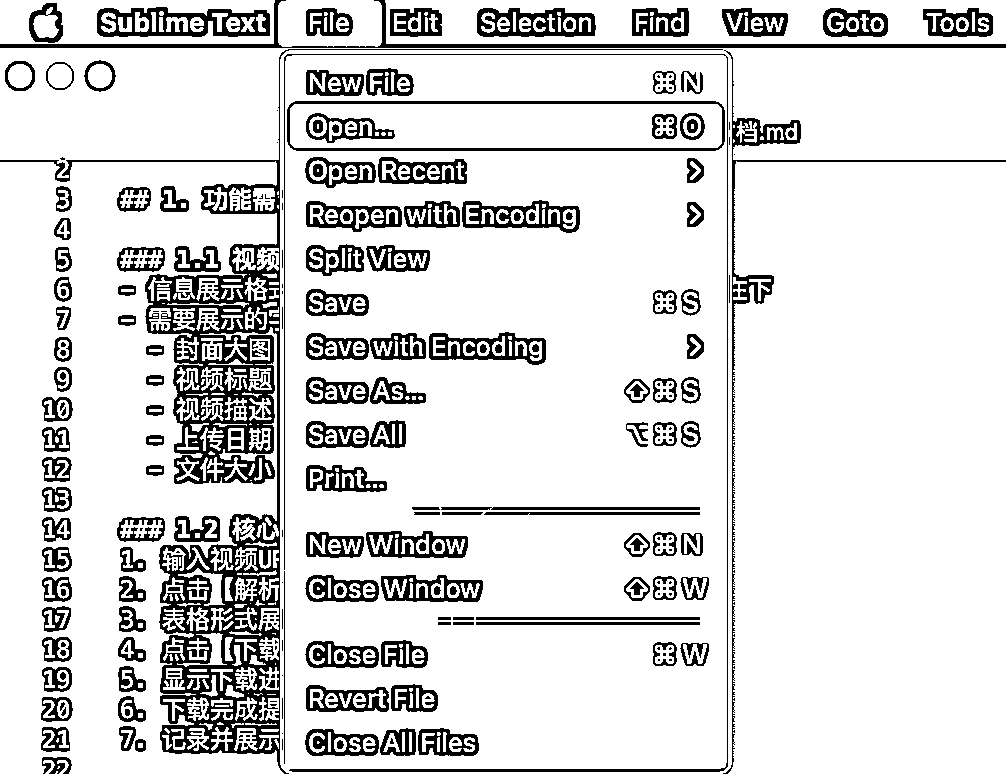 Sublime Text File Edit Selection Find View Goto Tools
New File ⌘ N
Open... ⌘ O
档.md
Open Recent >
2
3 ## 1. 功能需
Reopen with Encoding >
4
5 ### 1.1 视频
Split View
6 - 信息展示格式
在下
7 - 需要展示的
Save ⌘ S
8 - 封面大图
Save with Encoding >
9 - 视频标题
Save As... ⇧ ⌘ S
10 - 视频描述
11 - 上传日期
Save All ⌥ ⌘ S
12 - 文件大小
Print...
13
14 ### 1.2 核心
New Window ⇧ ⌘ N
15 1. 输入视频UR
16 2. 点击【解析
Close Window ⇧ ⌘ W
17 3. 表格形式展
18 4. 点击【下载
Close File ⌘ W
19 5. 显示下载进
Revert File
20 6. 下载完成提
21 7. 记录并展示
Close All Files
22